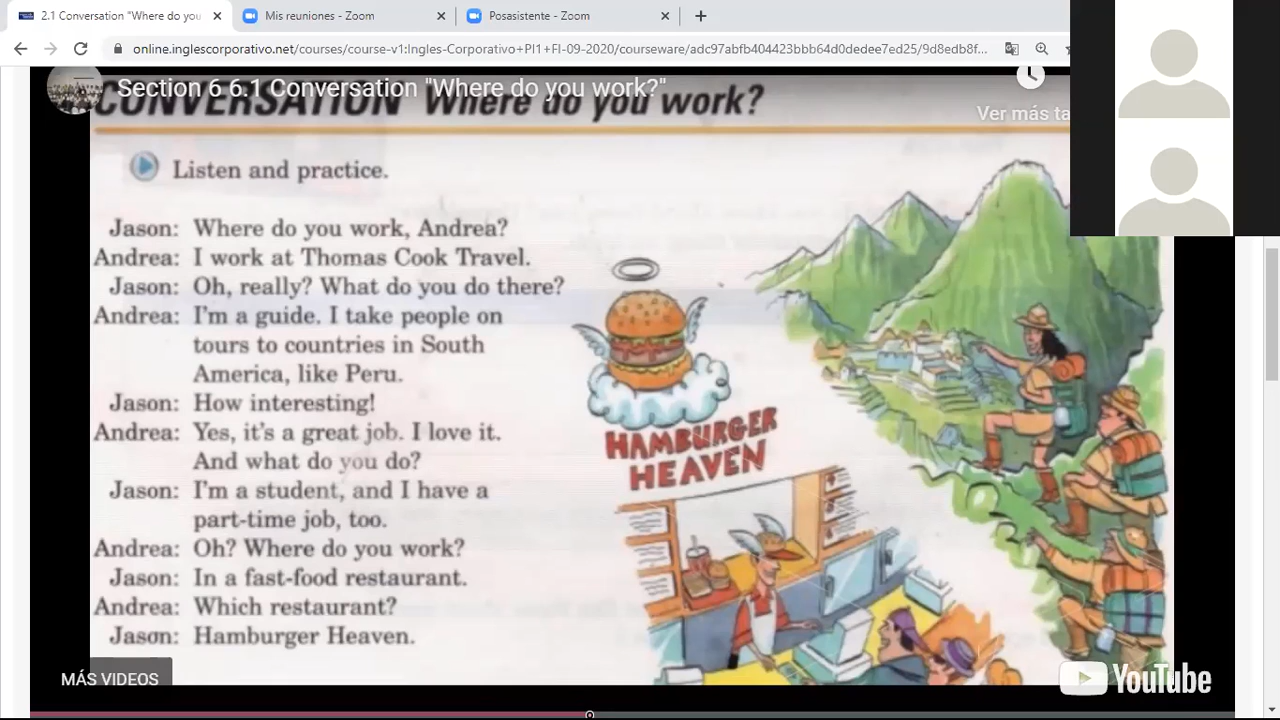 2.1 Conversation "Where do you
Mis reuniones - Zoom
Posasistente - Zoom
online.inglescorporativo.net/courses/course-v1:Ingles-Corporativo+PI1+FI-09-2020/courseware/adc97abfb404423bbb64d0dedee7ed25/9d8edb8f...
Section 6 6.1 Conversation "Where do you work?"
CONVERSATION Where do you work?
Ver más ta
Listen and practice.
Jason: Where do you work, Andrea?
Andrea: I work at Thomas Cook Travel.
Jason: Oh, really? What do you do there?
Andrea: I'm a guide. I take people on
tours to countries in South
America, like Peru.
Jason: How interesting!
Andrea: Yes, it's a great job. I love it.
And what do you do?
Jason: I'm a student, and I have a
part-time job, too.
Andrea: Oh? Where do you work?
Jason: In a fast-food restaurant.
Andrea: Which restaurant?
Jason: Hamburger Heaven.
HAMBURGER
HEAVEN
MÁS VIDEOS
YouTube